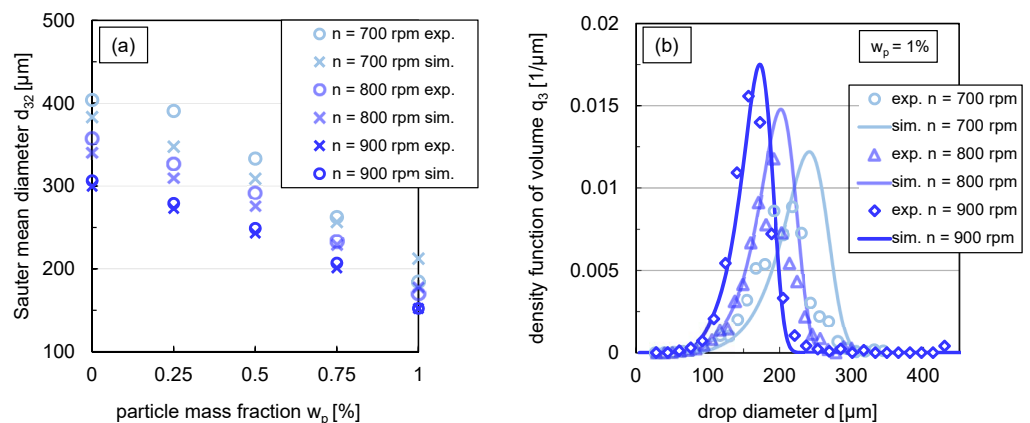 (a)
Sauter mean diameter d32 [µm]
500
400
300
200
100
0
0.25
0.5
0.75
1
particle mass fraction wp [%]
n = 700 rpm exp.
n = 700 rpm sim.
n = 800 rpm exp.
n = 800 rpm sim.
n = 900 rpm exp.
n = 900 rpm sim.
(b)
density function of volume q3 [1/µm]
0.02
0.015
0.01
0.005
0
0
100
200
300
400
drop diameter d [µm]
wp = 1%
exp. n = 700 rpm
sim. n = 700 rpm
exp. n = 800 rpm
sim. n = 800 rpm
exp. n = 900 rpm
sim. n = 900 rpm